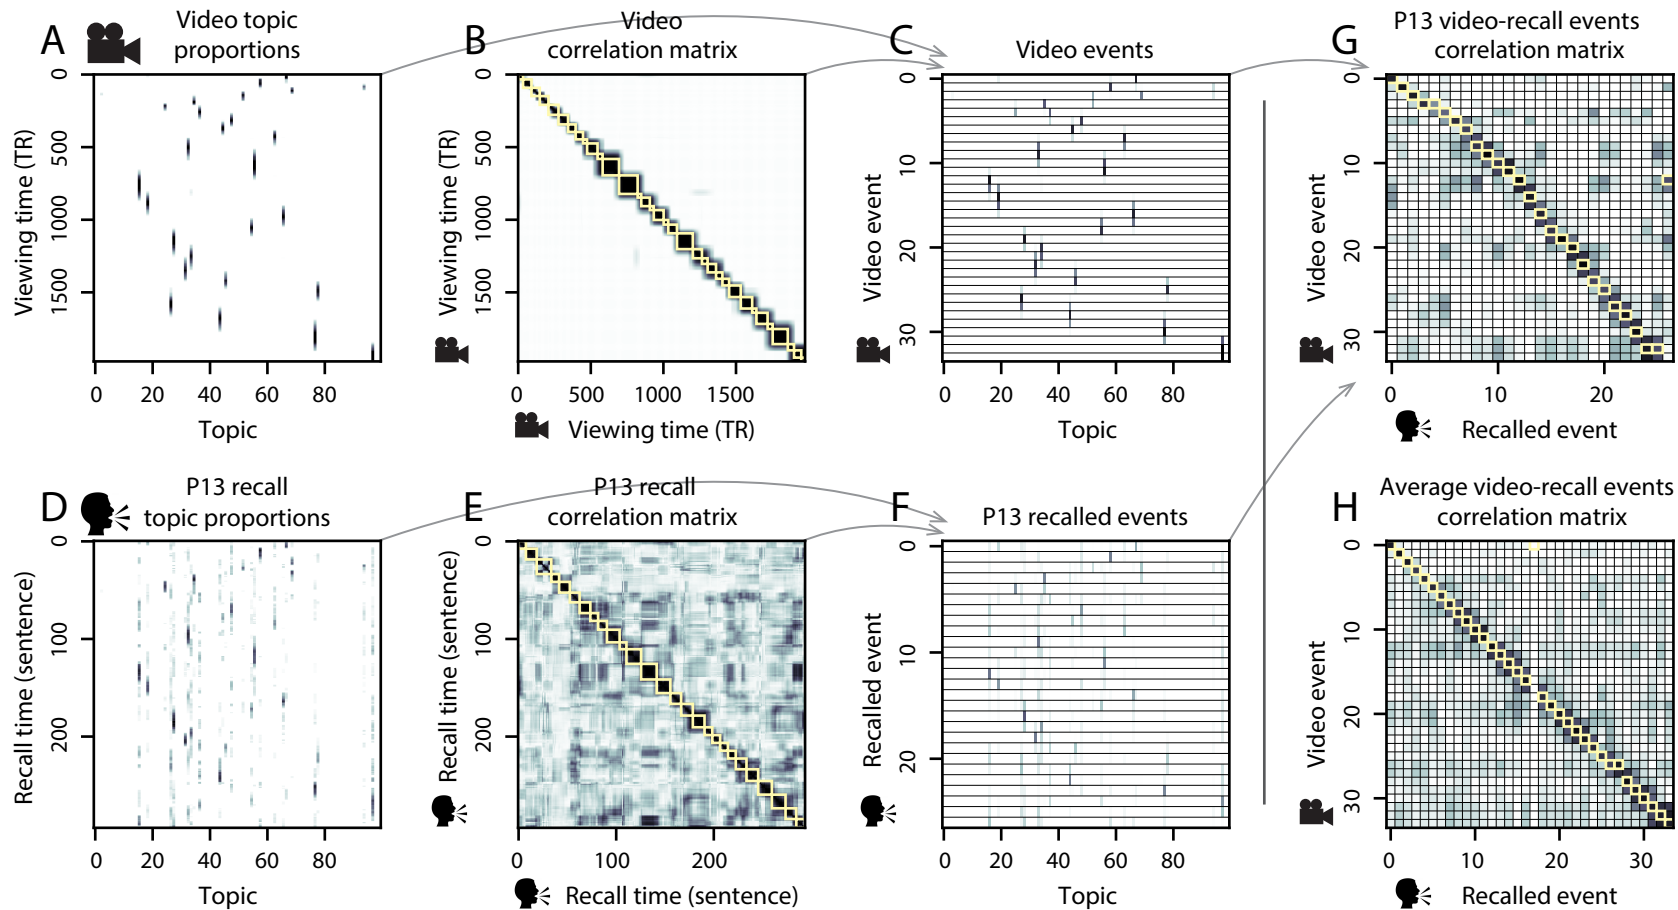 A
Video topic
proportions
0
500
1000
1500
Viewing time (TR)
0 20 40 60 80
Topic
B
Video
correlation matrix
0
500
1000
1500
Viewing time (TR)
0 500 1000 1500
Viewing time (TR)
C
Video events
0
10
20
30
Video event
0 20 40 60 80
Topic
G
P13 video-recall events
correlation matrix
0
10
20
30
Video event
0 10 20
Recalled event
D
P13 recall
topic proportions
0
100
200
Recall time (sentence)
0 20 40 60 80
Topic
E
P13 recall
correlation matrix
0
100
200
Recall time (sentence)
0 100 200
Recall time (sentence)
F
P13 recalled events
0
10
20
Recalled event
0 20 40 60 80
Topic
H
Average video-recall events
correlation matrix
0
10
20
30
Video event
0 10 20 30
Recalled event